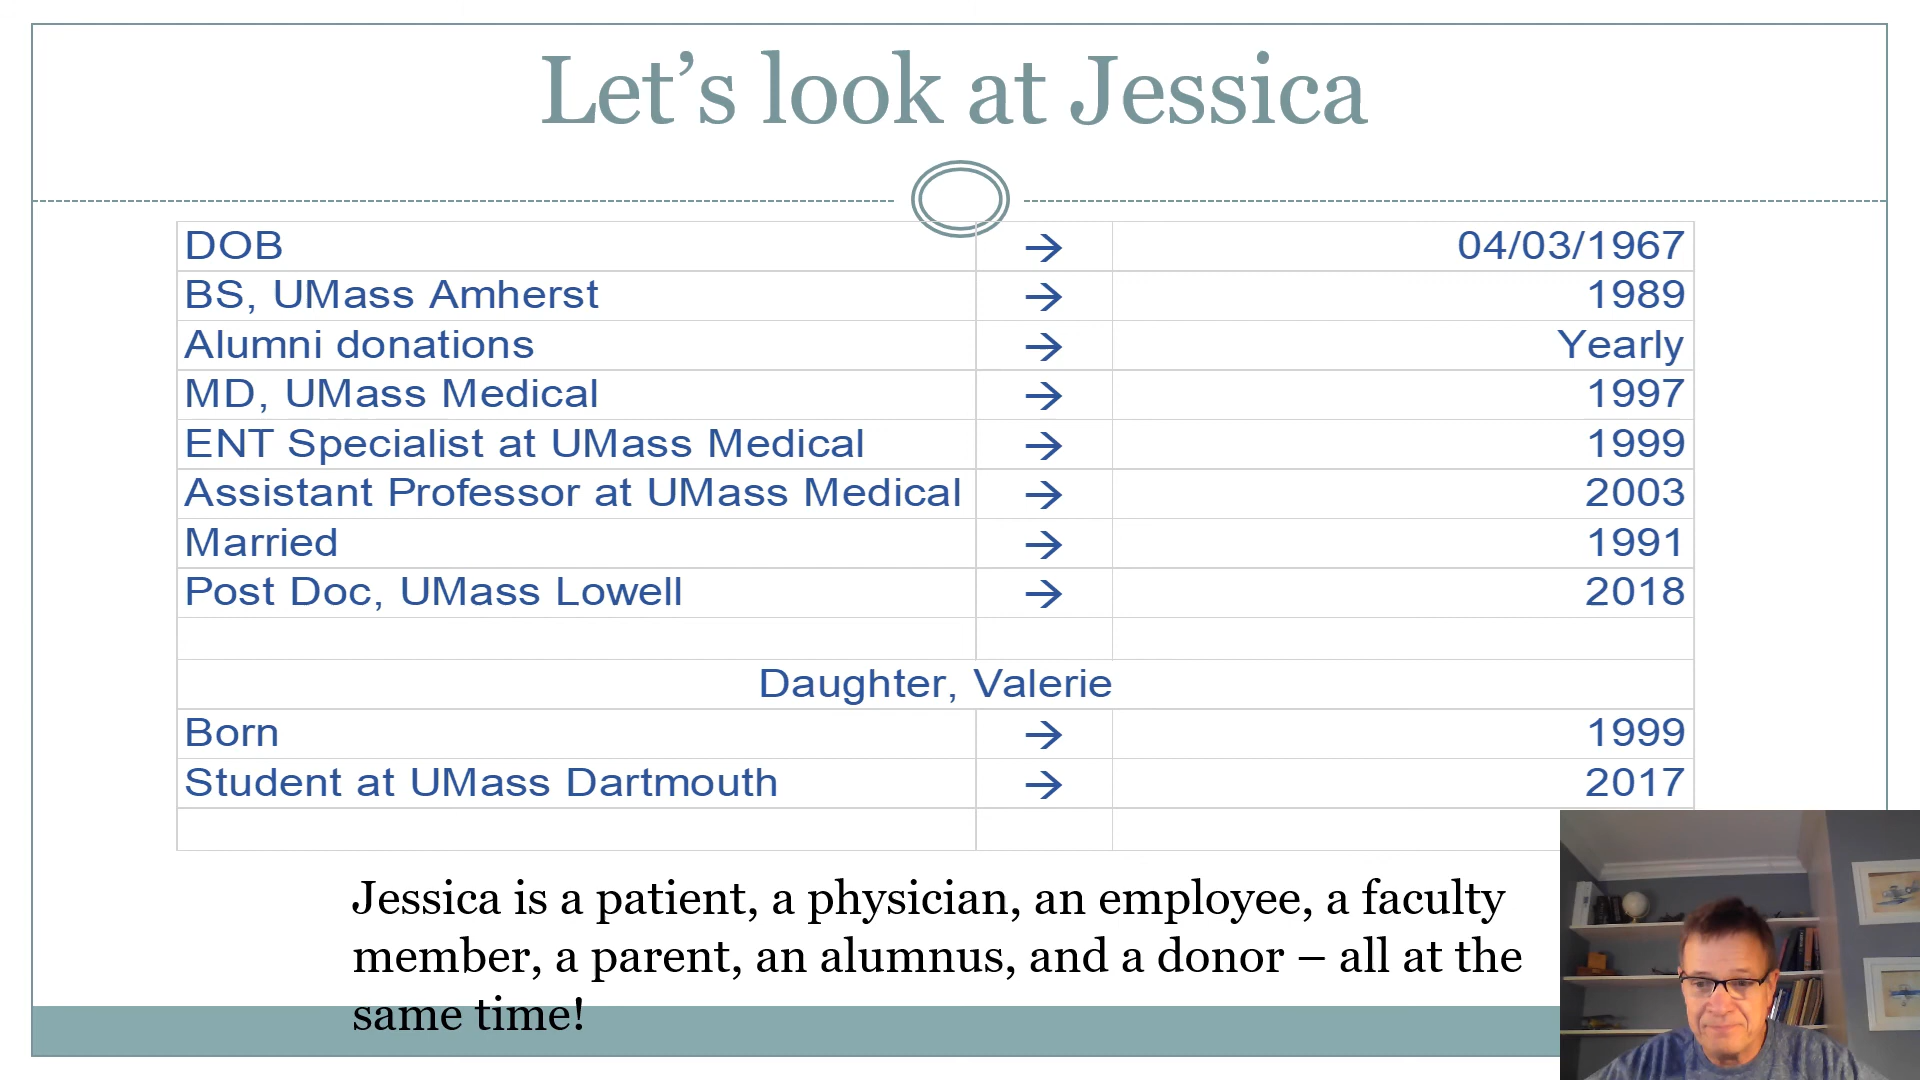 Let’s look at Jessica
DOB → 04/03/1967
BS, UMass Amherst → 1989
Alumni donations → Yearly
MD, UMass Medical → 1997
ENT Specialist at UMass Medical → 1999
Assistant Professor at UMass Medical → 2003
Married → 1991
Post Doc, UMass Lowell → 2018
Daughter, Valerie
Born → 1999
Student at UMass Dartmouth → 2017
Jessica is a patient, a physician, an employee, a faculty
member, a parent, an alumnus, and a donor – all at the
same time!